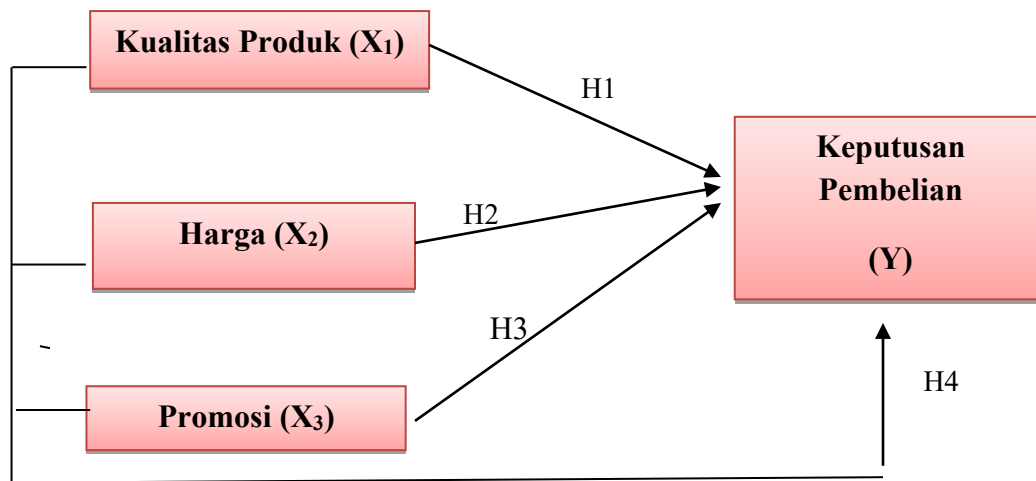 Kualitas Produk (X₁)
H1
Keputusan
Pembelian
(Y)
Harga (X₂)
H2
H3
Promosi (X₃)
H4